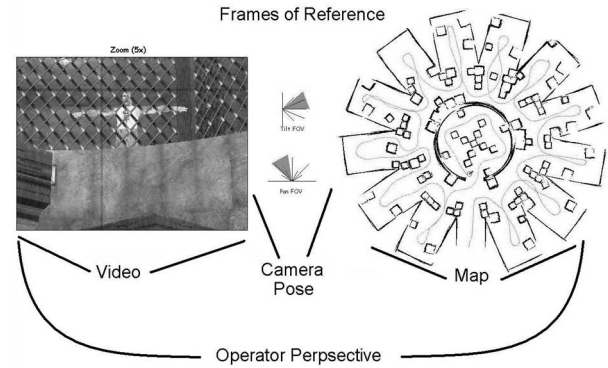 Frames of Reference
Zoom (5x)
Tilt FOV
Pan FOV
Video
Camera
Pose
Map
Operator Perpsective